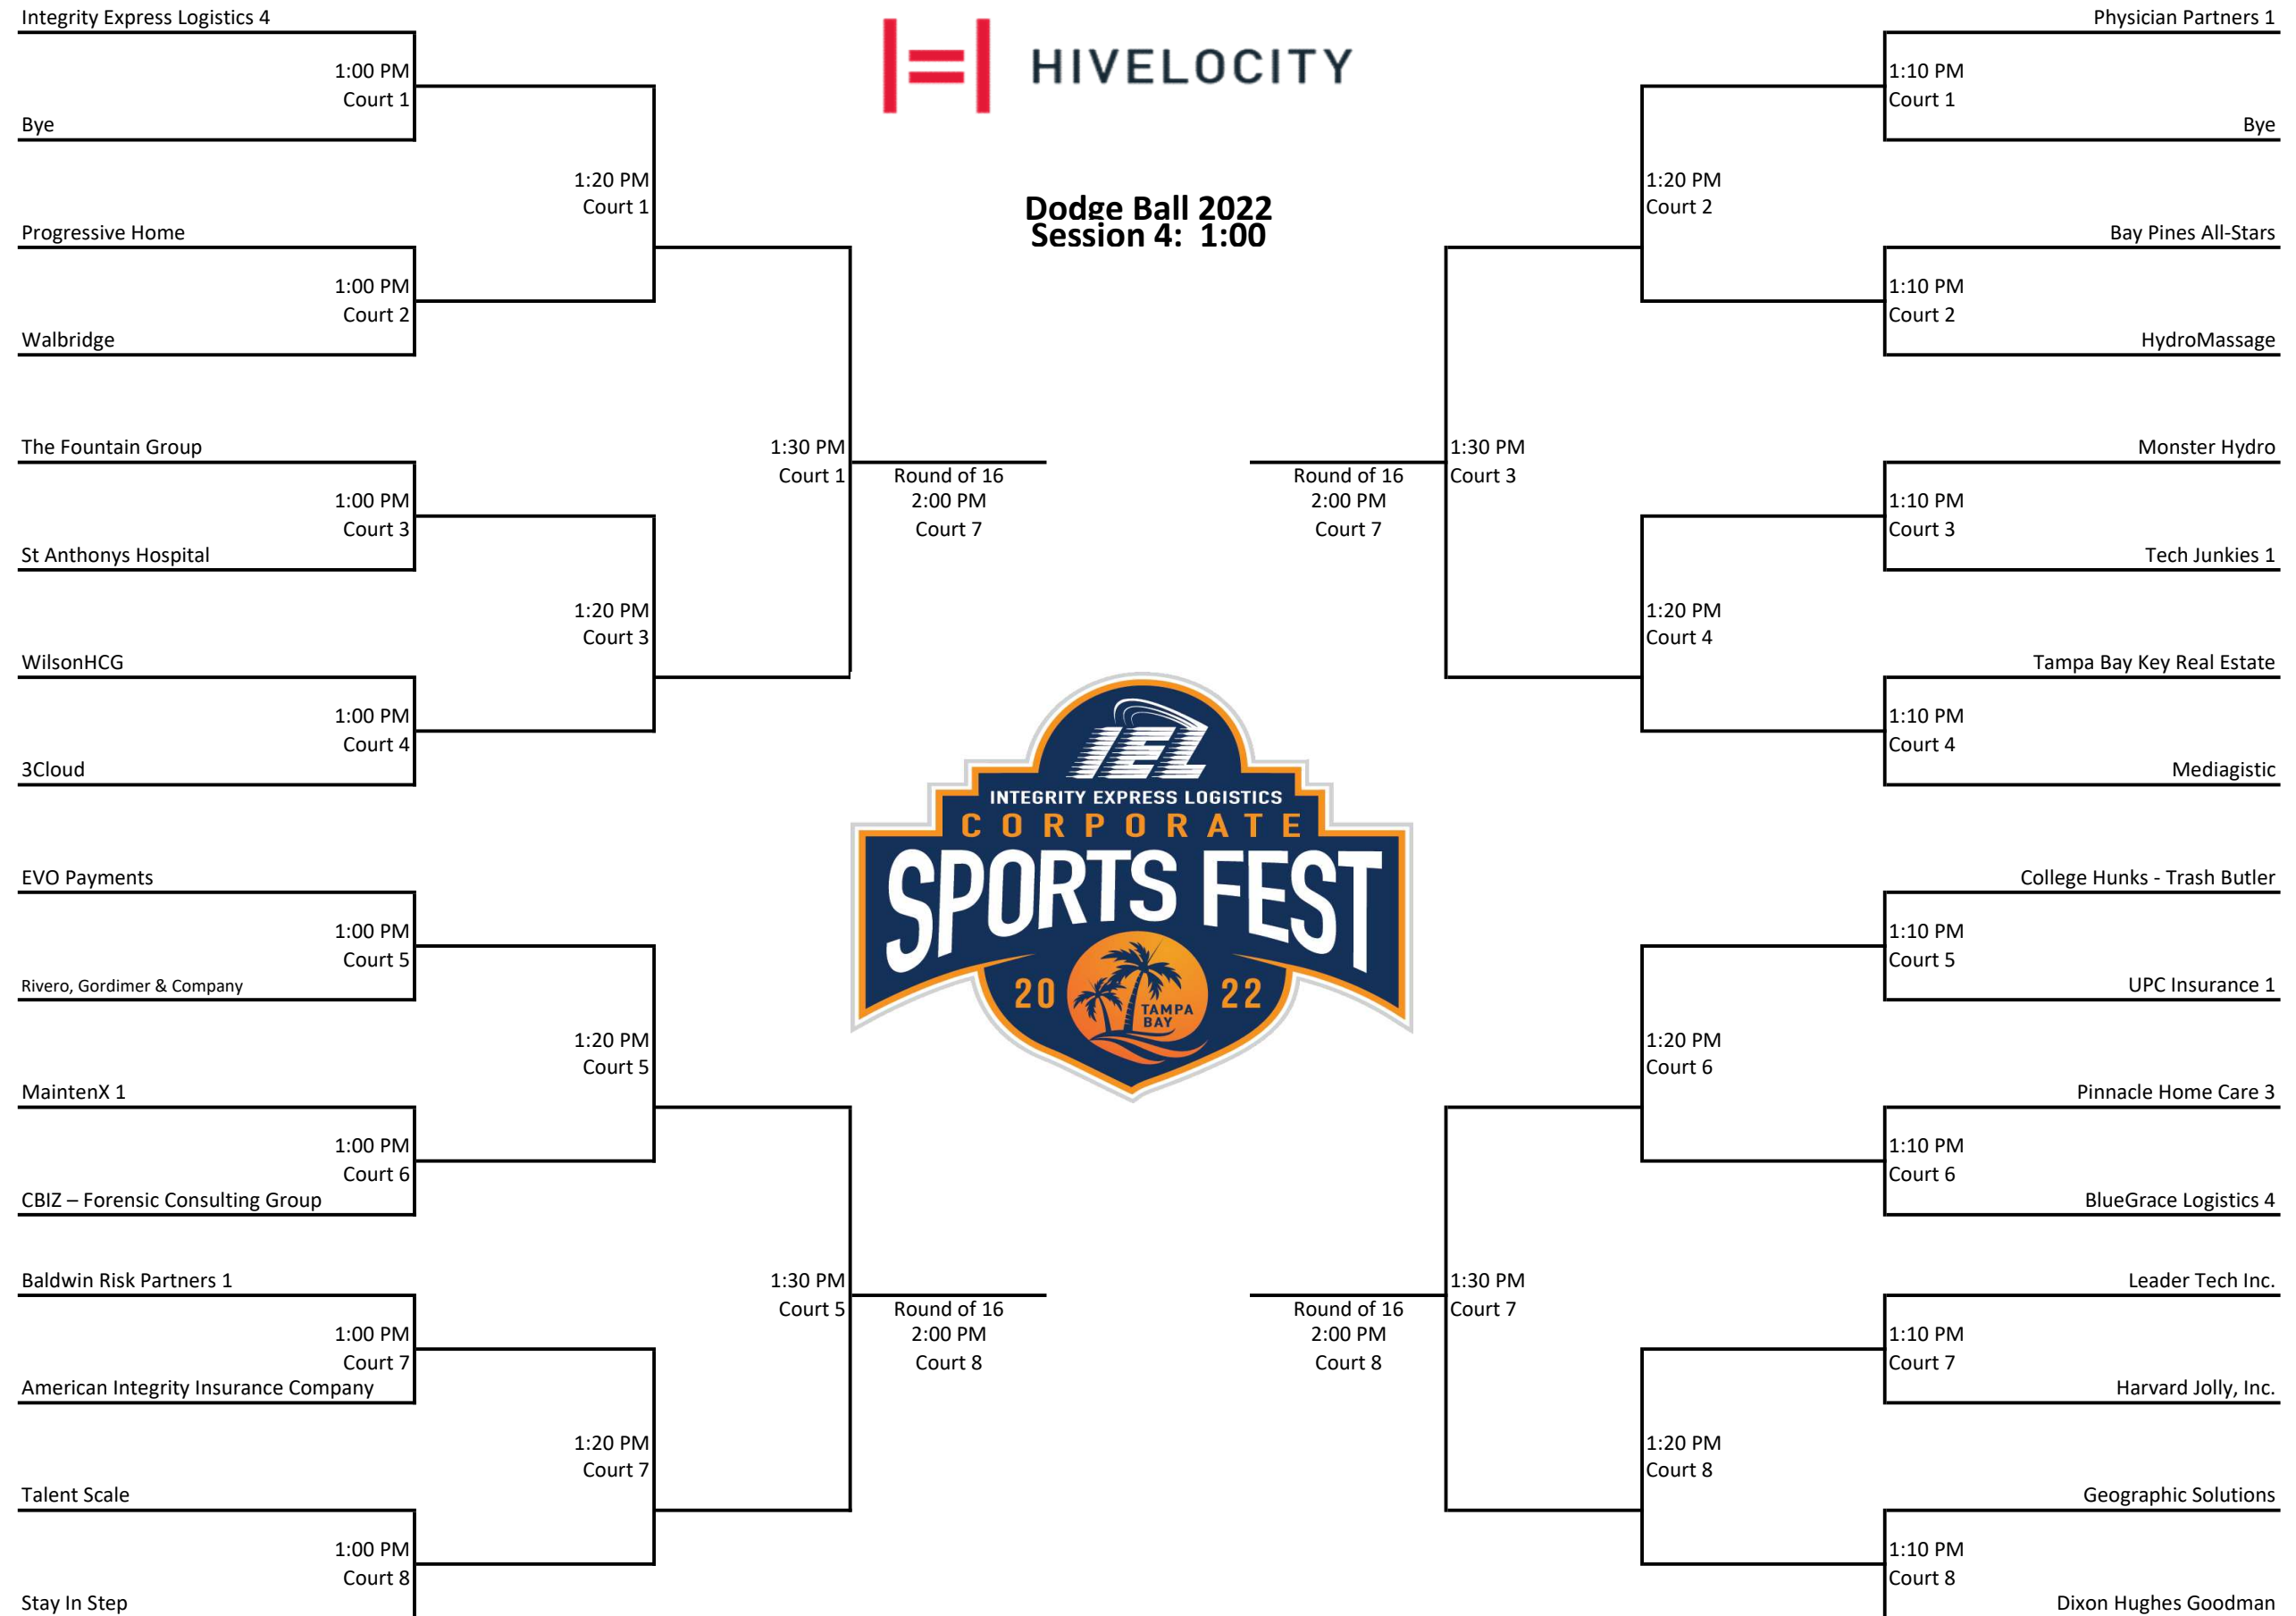 Integrity Express Logistics 4
1:00 PM
Court 1
Bye
1:20 PM
Court 1
Progressive Home
1:00 PM
Court 2
Walbridge
The Fountain Group
1:00 PM
Court 3
St Anthonys Hospital
1:20 PM
Court 3
WilsonHCG
1:00 PM
Court 4
3Cloud
1:30 PM
Court 1
Round of 16
2:00 PM
Court 7
EVO Payments
1:00 PM
Court 5
Rivero, Gordimer & Company
1:20 PM
Court 5
MaintenX 1
1:00 PM
Court 6
CBIZ – Forensic Consulting Group
Baldwin Risk Partners 1
1:00 PM
Court 7
American Integrity Insurance Company
1:20 PM
Court 7
Talent Scale
1:00 PM
Court 8
Stay In Step
1:30 PM
Court 5
Round of 16
2:00 PM
Court 8
HIVELOCITY
Dodge Ball 2022
Session 4: 1:00
IEL
INTEGRITY EXPRESS LOGISTICS
CORPORATE
SPORTS FEST
20 22
TAMPA
BAY
Physician Partners 1
1:10 PM
Court 1
Bye
1:20 PM
Court 2
Bay Pines All-Stars
1:10 PM
Court 2
HydroMassage
Monster Hydro
1:10 PM
Court 3
Tech Junkies 1
1:20 PM
Court 4
Tampa Bay Key Real Estate
1:10 PM
Court 4
Mediagistic
1:30 PM
Court 3
Round of 16
2:00 PM
Court 7
College Hunks - Trash Butler
1:10 PM
Court 5
UPC Insurance 1
1:20 PM
Court 6
Pinnacle Home Care 3
1:10 PM
Court 6
BlueGrace Logistics 4
Leader Tech Inc.
1:10 PM
Court 7
Harvard Jolly, Inc.
1:20 PM
Court 8
Geographic Solutions
1:10 PM
Court 8
Dixon Hughes Goodman
1:30 PM
Court 7
Round of 16
2:00 PM
Court 8